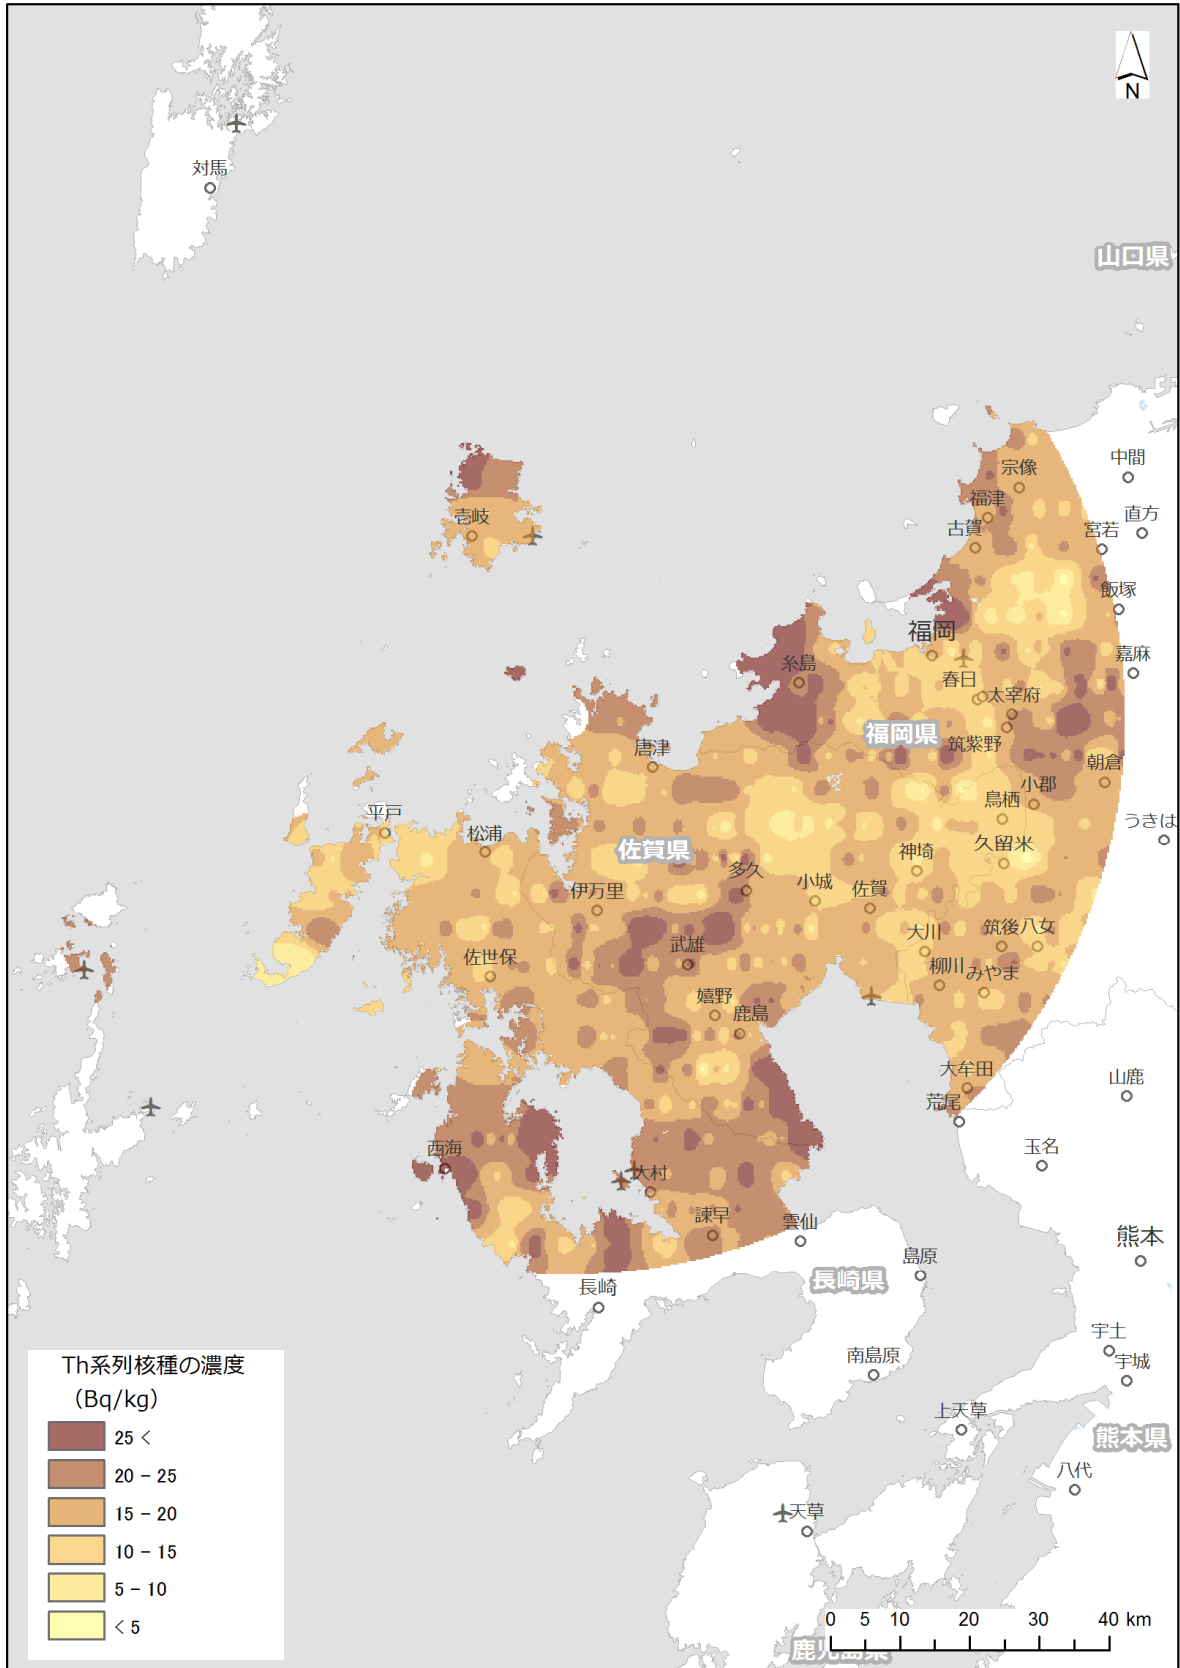 N
対馬
山口県
中間
宗像
福津
直方
壱岐
古賀
宮若
飯塚
福岡
嘉麻
糸島
春日
太宰府
福岡県
筑紫野
唐津
朝倉
小郡
鳥栖
平戸
うきは
松浦
佐賀県
久留米
神埼
多久
小城
佐賀
伊万里
筑後
八女
大川
武雄
佐世保
柳川
みやま
嬉野
鹿島
大牟田
山鹿
荒尾
西海
玉名
大村
諫早
雲仙
熊本
島原
長崎県
長崎
宇土
南島原
宇城
上天草
熊本県
八代
天草
鹿児島県
Th系列核種の濃度
（Bq/kg）
25 <
20 - 25
15 - 20
10 - 15
5 - 10
< 5
0 5 10 20 30 40 km